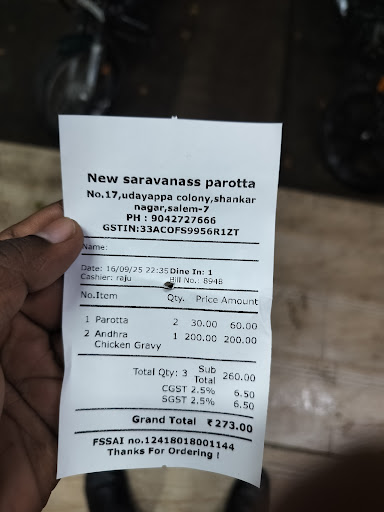 New saravanass parotta
No.17,udayappa colony,shankar
nagar,salem-7
PH : 9042727666
GSTIN:33ACOFS9956R1ZT
Name:
Date: 16/09/25 22:35 Dine In: 1
Cashier: raju Bill No.: 8948
No.Item Qty. Price Amount
1 Parotta 2 30.00 60.00
2 Andhra 1 200.00 200.00
Chicken Gravy
Total Qty: 3 Sub Total 260.00
CGST 2.5% 6.50
SGST 2.5% 6.50
Grand Total ₹273.00
FSSAI no.12418018001144
Thanks For Ordering !